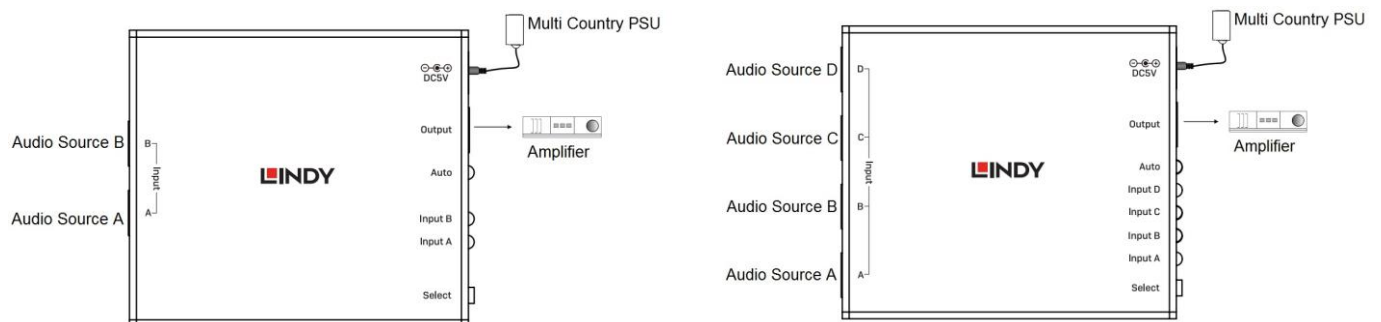 Multi Country PSU
DC5V
Output
Amplifier
Audio Source B
B
Input
A
Audio Source A
LINDY
Auto
Input B
Input A
Select
Multi Country PSU
DC5V
Audio Source D
D
Audio Source C
C
Input
Audio Source B
B
Audio Source A
A
LINDY
Output
Amplifier
Auto
Input D
Input C
Input B
Input A
Select